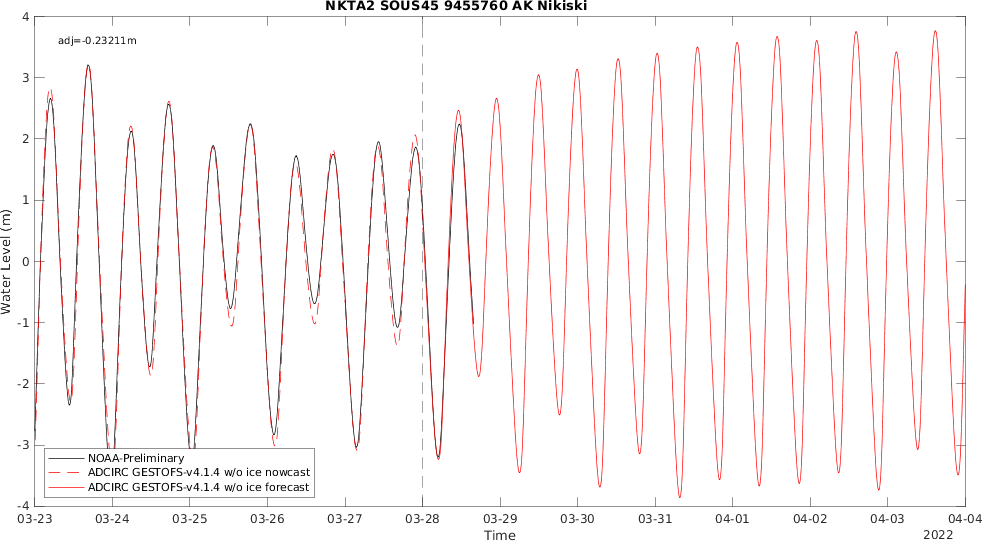 NKTA2 SOUS45 9455760 AK Nikiski
adj=-0.23211m
4
3
2
1
0
-1
-2
-3
-4
Water Level (m)
NOAA-Preliminary
ADCIRC GESTOFS-v4.1.4 w/o ice nowcast
ADCIRC GESTOFS-v4.1.4 w/o ice forecast
03-23 03-24 03-25 03-26 03-27 03-28 03-29 03-30 03-31 04-01 04-02 04-03 04-04
Time
2022